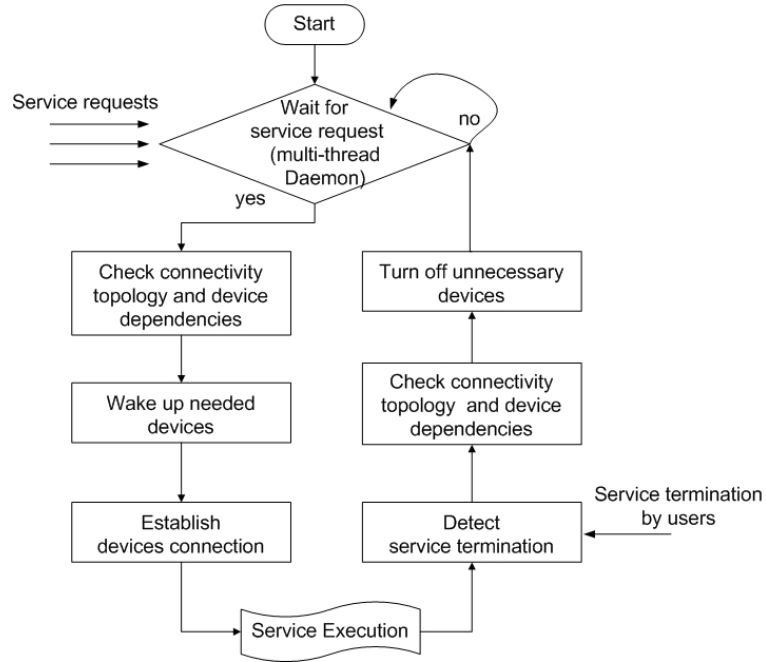 Start
Service requests
Wait for
service request
(multi-thread
Daemon)
no
yes
Check connectivity
topology and device
dependencies
Wake up needed
devices
Establish
devices connection
Service Execution
Turn off unnecessary
devices
Check connectivity
topology and device
dependencies
Detect
service termination
Service termination
by users